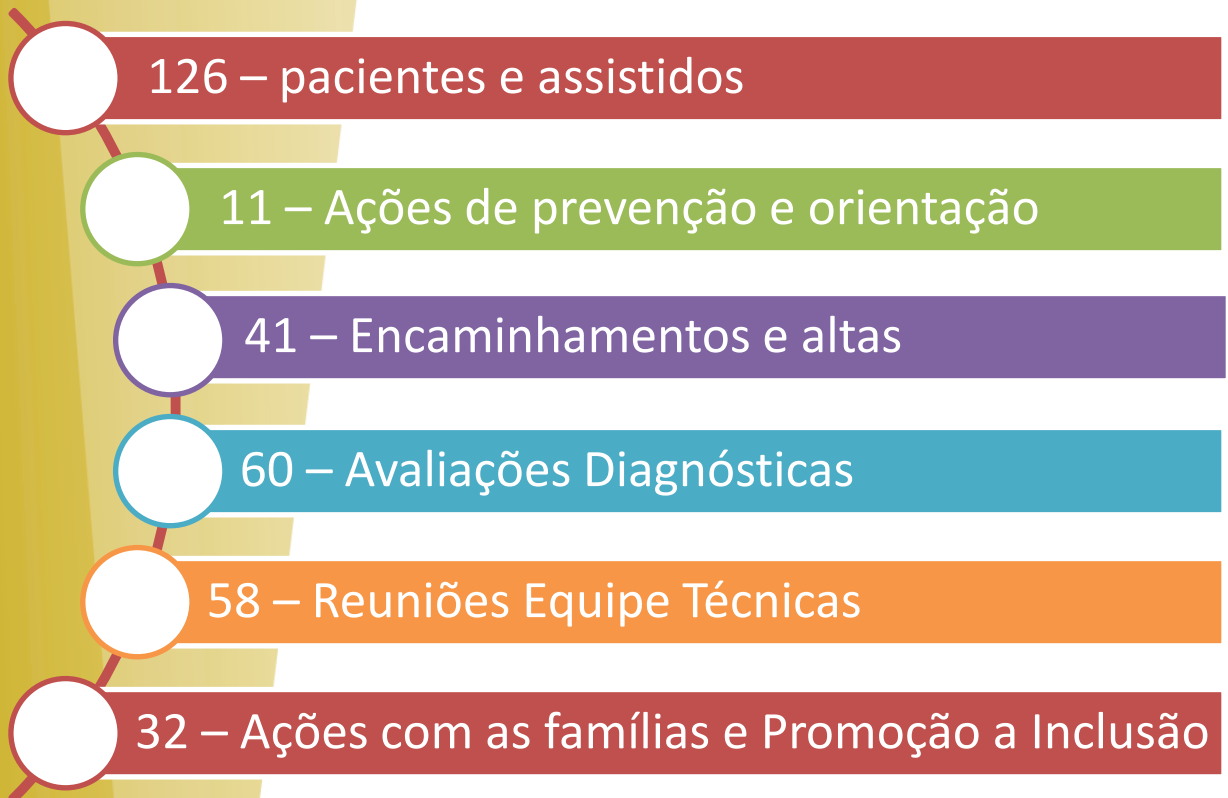 126 – pacientes e assistidos
11 – Ações de prevenção e orientação
41 – Encaminhamentos e altas
60 – Avaliações Diagnósticas
58 – Reuniões Equipe Técnicas
32 – Ações com as famílias e Promoção a Inclusão